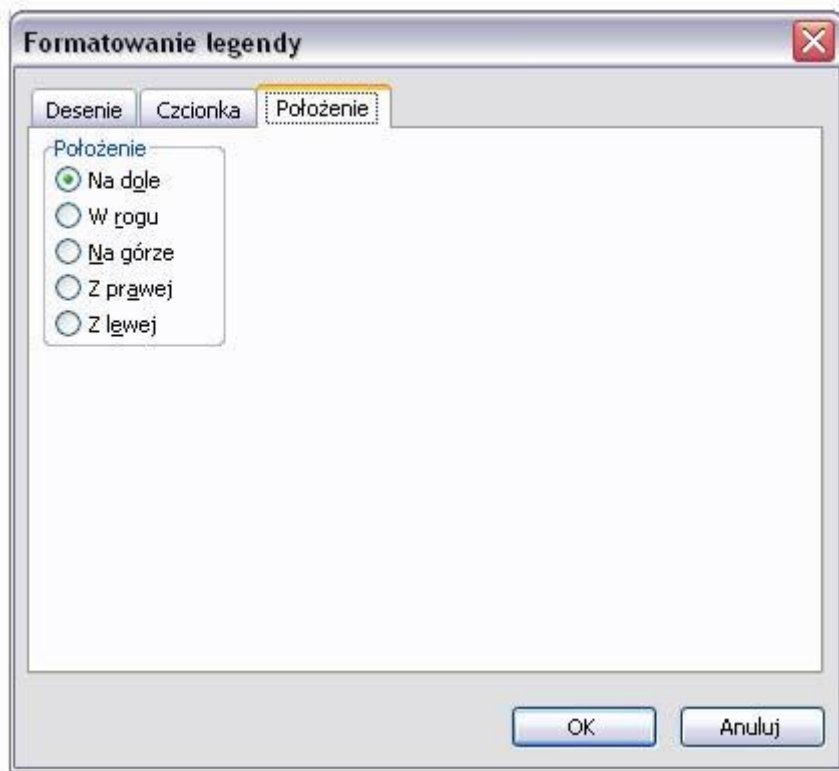 Formatowanie legendy
Desenie Czcionka Położenie
Położenie
Na dole
W rogu
Na górze
Z prawej
Z lewej
OK Anuluj